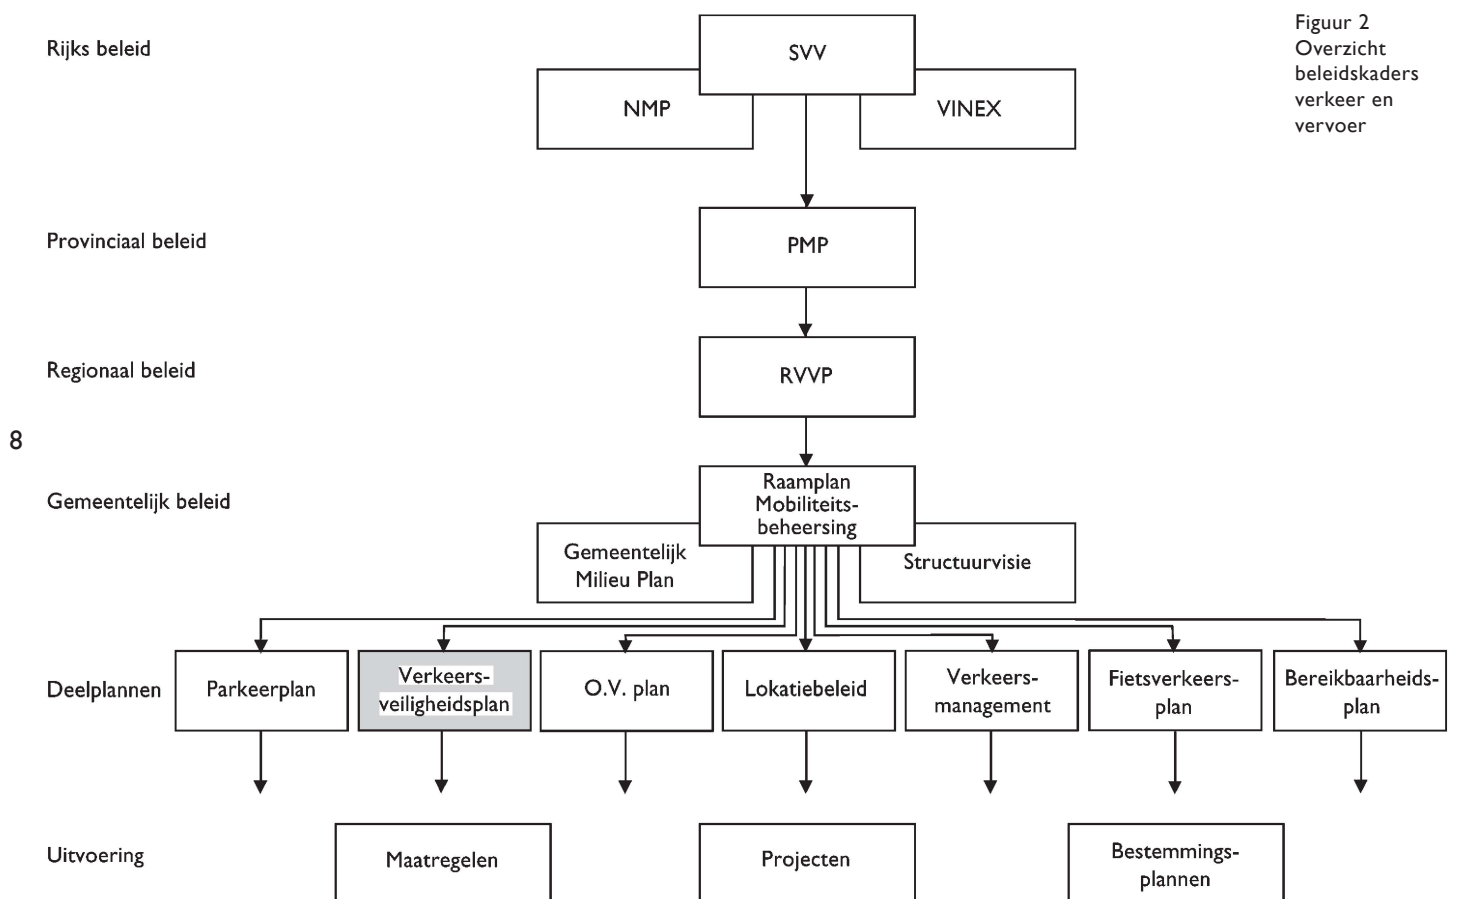 Figuur 2
Overzicht
beleidskaders
verkeer en
vervoer
Rijks beleid
SVV
NMP
VINEX
Provinciaal beleid
PMP
Regionaal beleid
RVVP
8
Gemeentelijk beleid
Raamplan
Mobiliteits-
beheersing
Gemeentelijk
Milieu Plan
Structuurvisie
Deelplannen
Parkeerplan
Verkeers-
veiligheidsplan
O.V. plan
Lokatiebeleid
Verkeers-
management
Fietsverkeers-
plan
Bereikbaarheids-
plan
Uitvoering
Maatregelen
Projecten
Bestemmings-
plannen